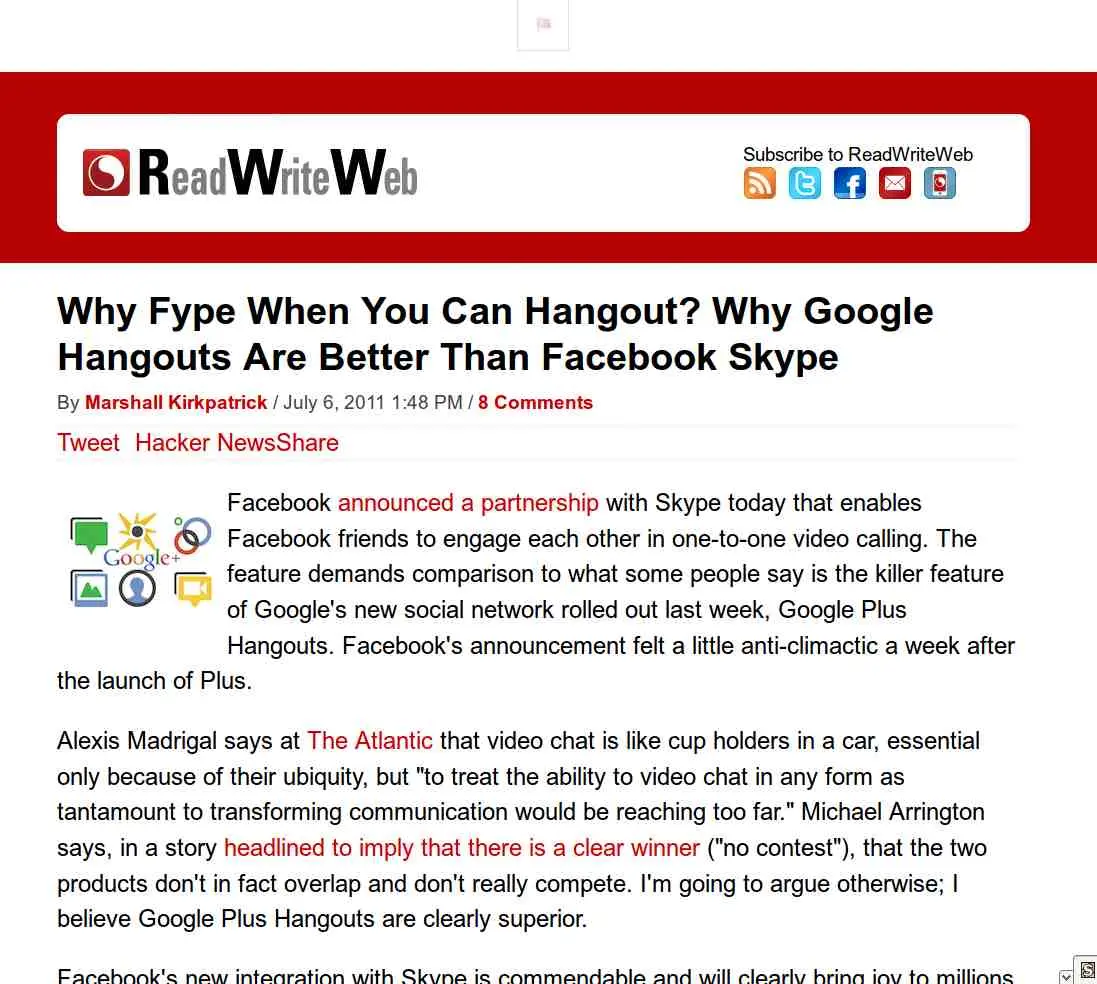 ReadWriteWeb
Subscribe to ReadWriteWeb
Why Fype When You Can Hangout? Why Google
Hangouts Are Better Than Facebook Skype
By Marshall Kirkpatrick / July 6, 2011 1:48 PM / 8 Comments
Tweet Hacker NewsShare
Google+
Facebook announced a partnership with Skype today that enables
Facebook friends to engage each other in one-to-one video calling. The
feature demands comparison to what some people say is the killer feature
of Google's new social network rolled out last week, Google Plus
Hangouts. Facebook's announcement felt a little anti-climactic a week after
the launch of Plus.
Alexis Madrigal says at The Atlantic that video chat is like cup holders in a car, essential
only because of their ubiquity, but "to treat the ability to video chat in any form as
tantamount to transforming communication would be reaching too far." Michael Arrington
says, in a story headlined to imply that there is a clear winner ("no contest"), that the two
products don't in fact overlap and don't really compete. I'm going to argue otherwise; I
believe Google Plus Hangouts are clearly superior.
Facebook's new integration with Skype is commendable and will clearly bring joy to millions